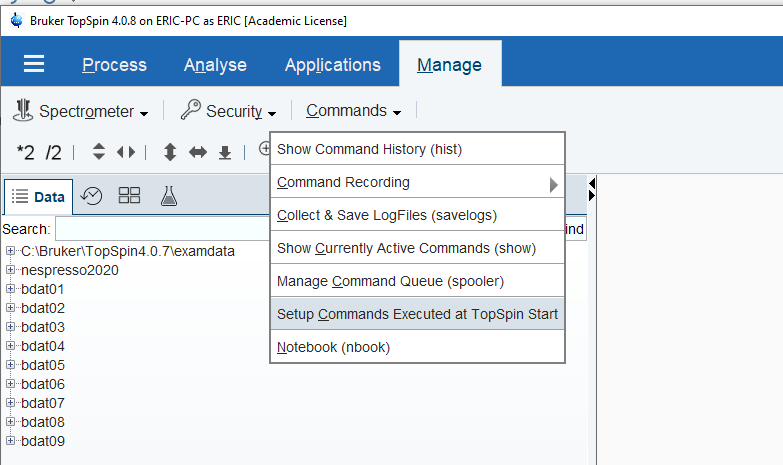 Bruker TopSpin 4.0.8 on ERIC-PC as ERIC [Academic License]
Process Analyse Applications Manage
Spectrometer Security Commands
*2 /2
Show Command History (hist)
Command Recording
Collect & Save LogFiles (savelogs)
Show Currently Active Commands (show)
Manage Command Queue (spooler)
Setup Commands Executed at TopSpin Start
Notebook (nbook)
Data
Search: ind
C:\Bruker\TopSpin4.0.7\examdata
nespresso2020
bdat01
bdat02
bdat03
bdat04
bdat05
bdat06
bdat07
bdat08
bdat09